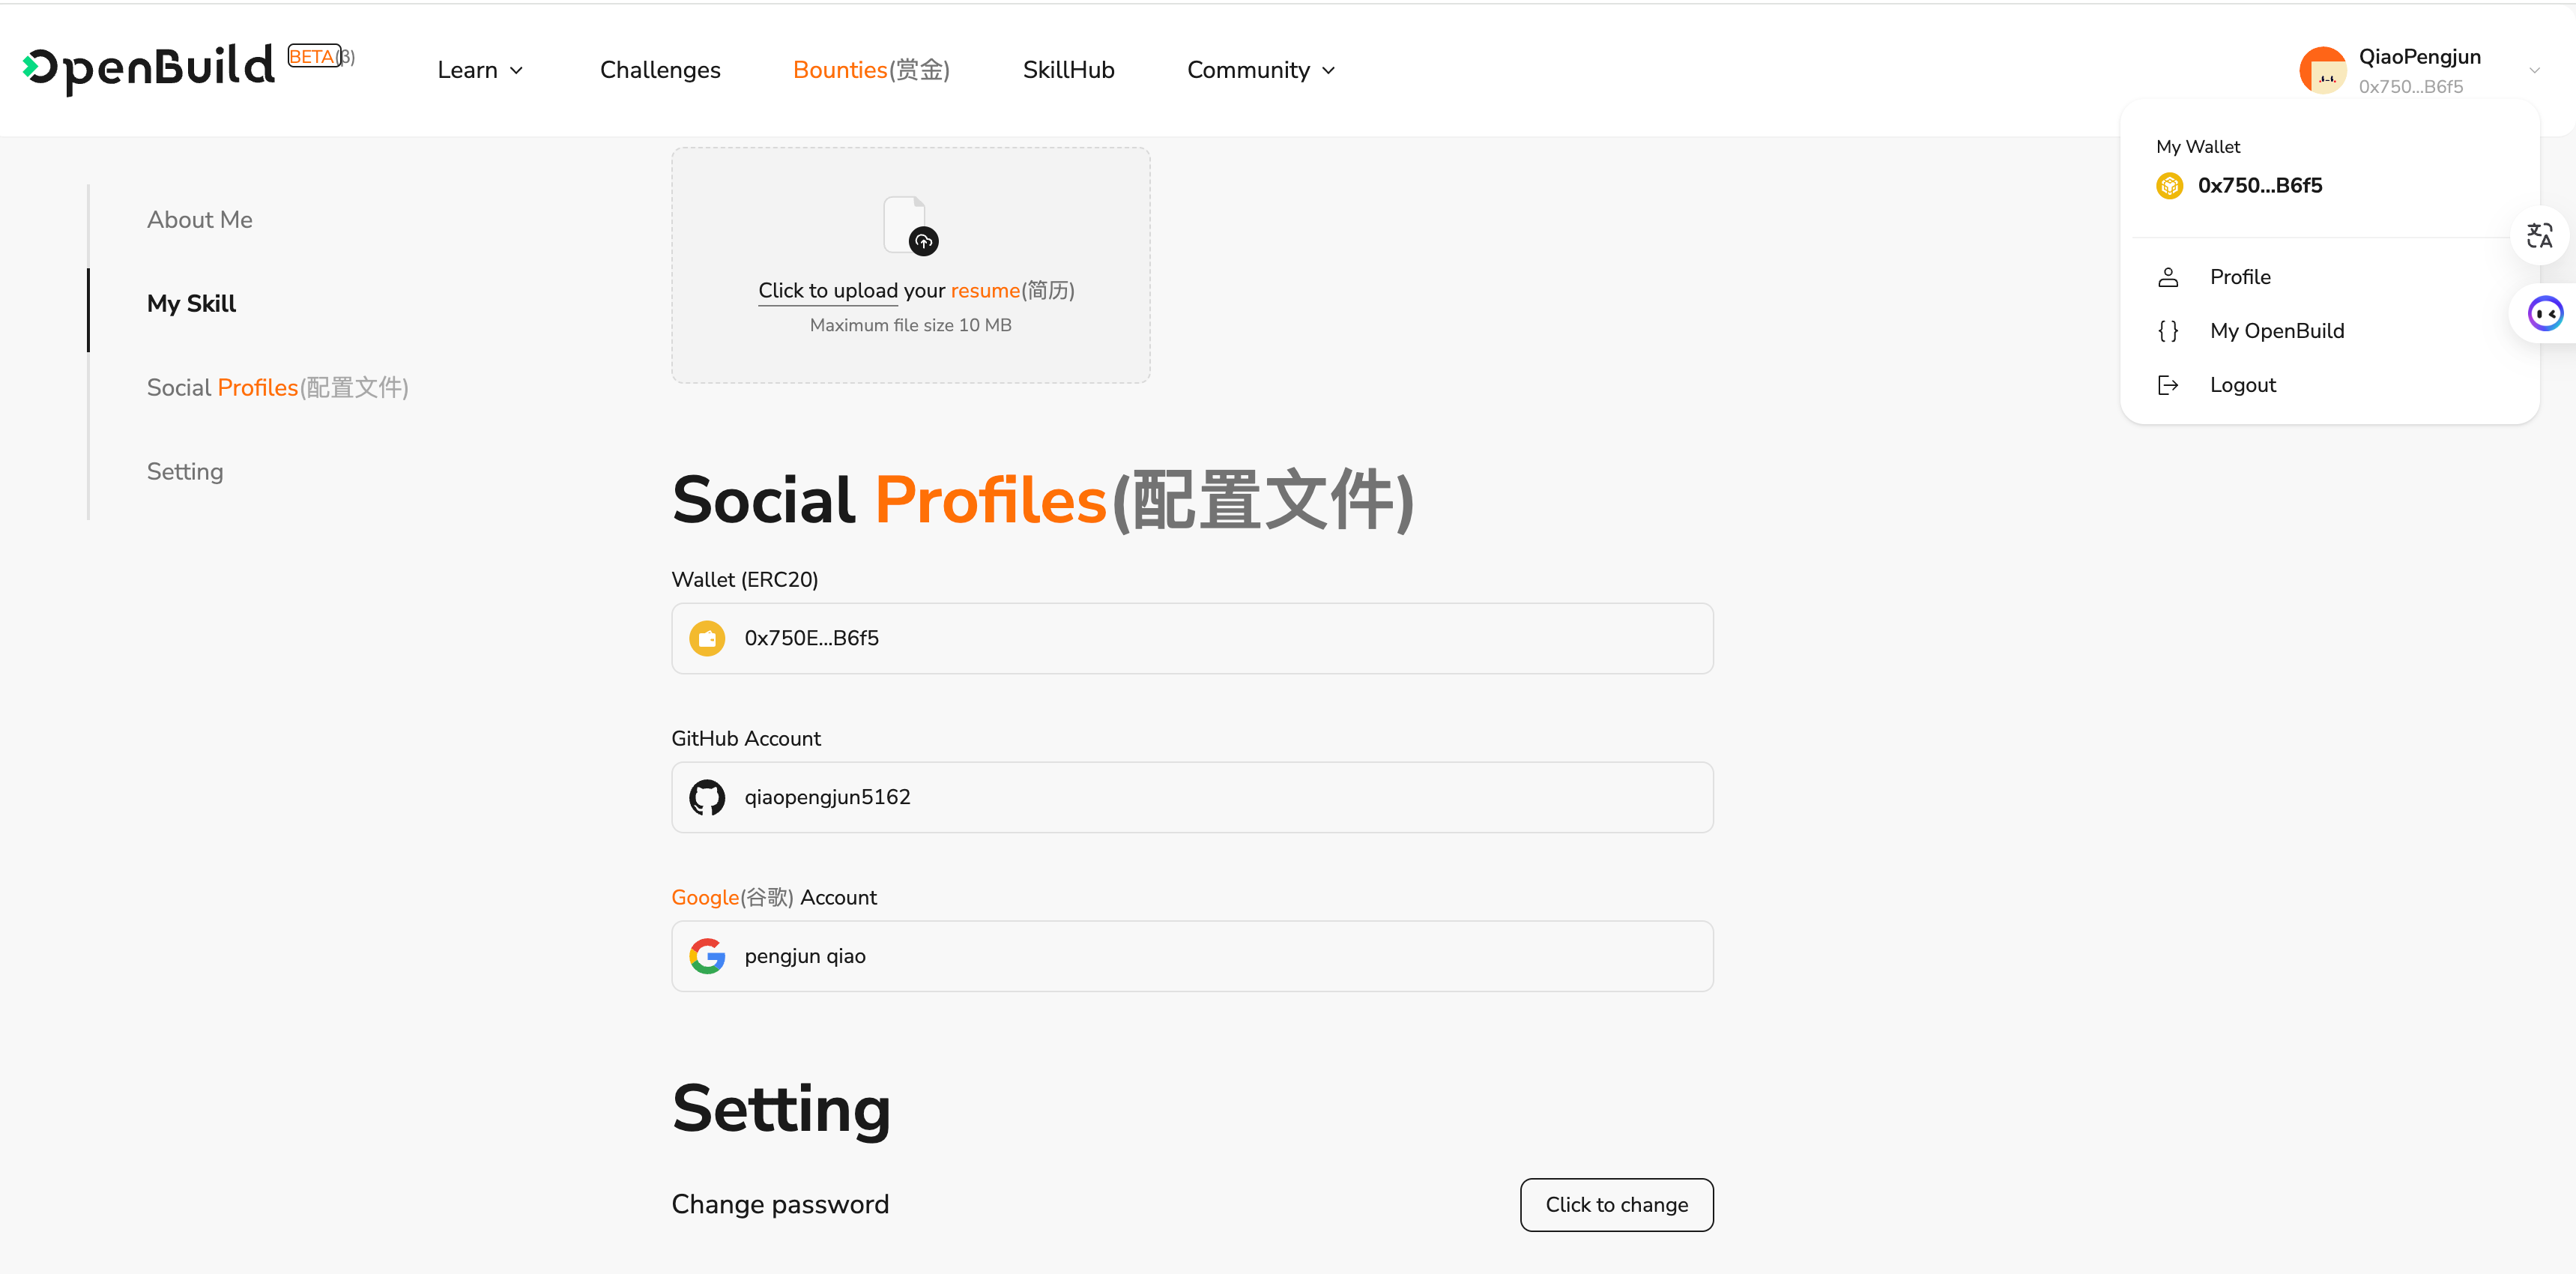 OpenBuild BETA(β) Learn Challenges Bounties(赏金) SkillHub Community QiaoPengjun
0x750...B6f5
My Wallet
0x750...B6f5
Profile
My OpenBuild
Logout
About Me
My Skill
Social Profiles(配置文件)
Setting
Click to upload your resume(简历)
Maximum file size 10 MB
Social Profiles(配置文件)
Wallet (ERC20)
0x750E...B6f5
GitHub Account
qiaopengjun5162
Google(谷歌) Account
pengjun qiao
Setting
Change password Click to change